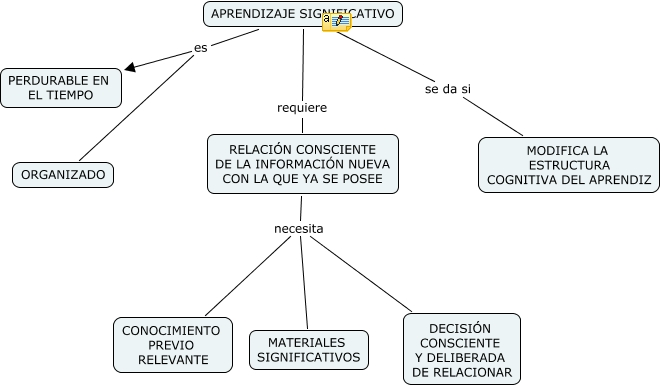 APRENDIZAJE SIGNIFICATIVO
a
es
PERDURABLE EN
EL TIEMPO
ORGANIZADO
requiere
RELACIÓN CONSCIENTE
DE LA INFORMACIÓN NUEVA
CON LA QUE YA SE POSEE
se da si
MODIFICA LA
ESTRUCTURA
COGNITIVA DEL APRENDIZ
necesita
CONOCIMIENTO
PREVIO
RELEVANTE
MATERIALES
SIGNIFICATIVOS
DECISIÓN
CONSCIENTE
Y DELIBERADA
DE RELACIONAR